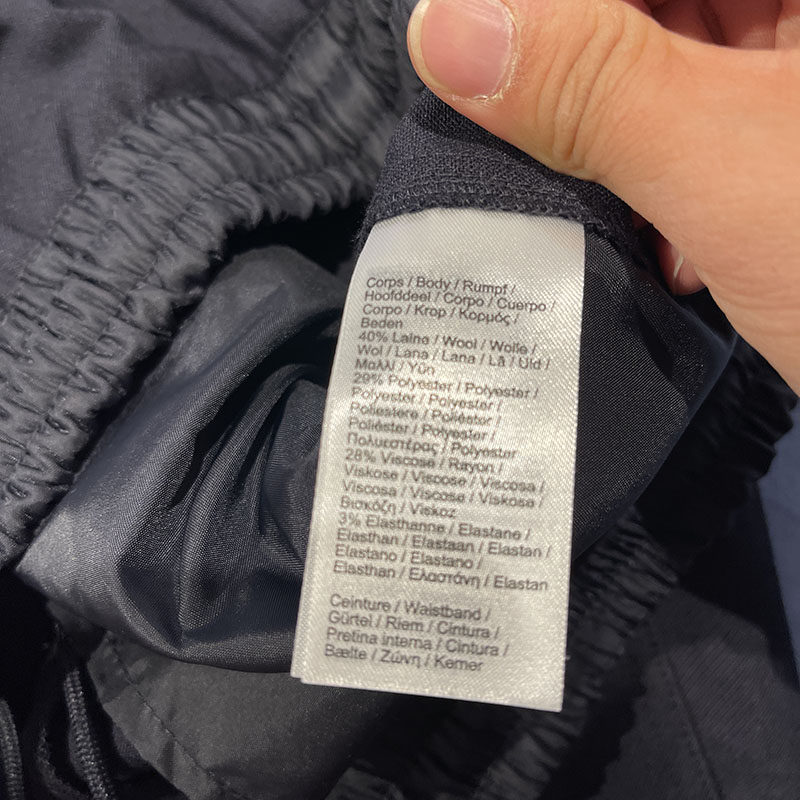 Corps / Body / Rumpf /
Hoofddeel / Corpo / Cuerpo /
Corpo / Krop / Κορμός /
Beden
40% Laine / Wool / Wolle /
Wol / Lana / Lana / Lã / Uld /
Μαλλί / Yün
29% Polyester / Polyester /
Polyester / Polyester /
Poliestere / Poliéster /
Poliéster / Polyester /
Πολυεστέρας / Polyester
28% Viscose / Rayon /
Viskose / Viscose / Viscosa /
Viscosa / Viscose / Viskose /
Βισκόζη / Viskoz
3% Elasthanne / Elastane /
Elasthan / Elastaan / Elastan /
Elastano / Elastano /
Elasthan / Ελαστάνη / Elastan
Ceinture / Waistband /
Gürtel / Riem / Cintura /
Pretina interna / Cintura /
Bælte / Ζώνη / Kemer